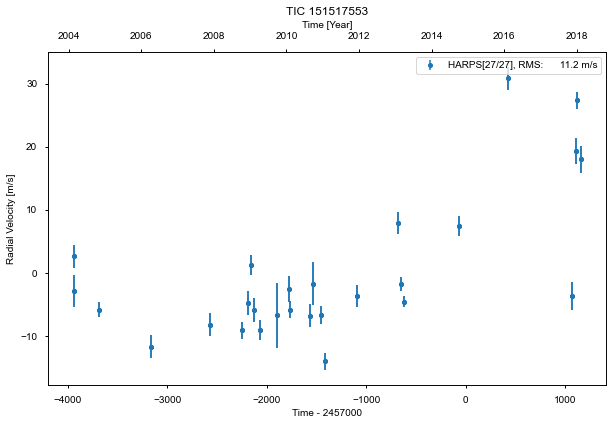 TIC 151517553
Time [Year]
2004 2006 2008 2010 2012 2014 2016 2018
HARPS[27/27], RMS: 11.2 m/s
30
20
10
0
−10
Radial Velocity [m/s]
−4000 −3000 −2000 −1000 0 1000
Time - 2457000